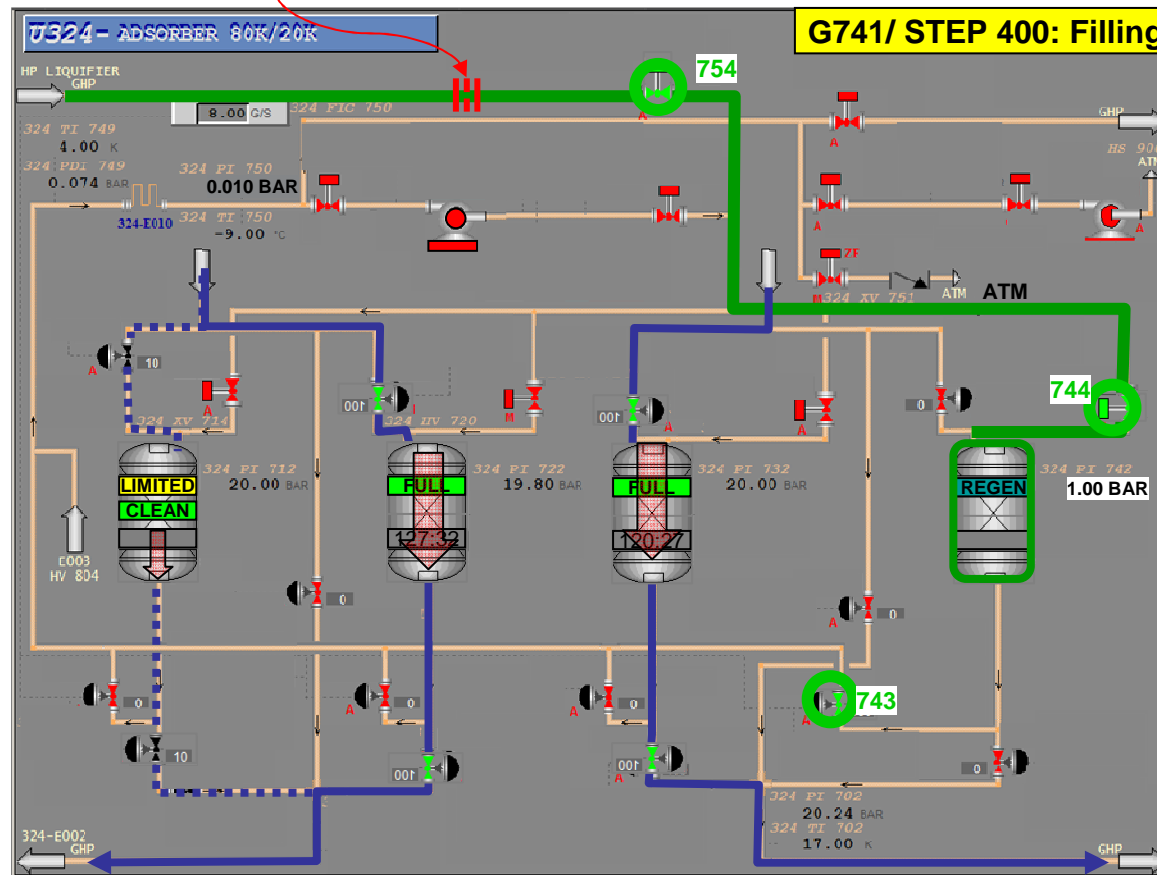 U324- ADSORBER 80K/20K
G741/ STEP 400: Filling
HP LIQUIFIER
GHP
754
8.00 G/S
324 FIC 750
A
GHP
324 TI 749
4.00 K
324 PDI 749
0.074 BAR
324 PI 750
0.010 BAR
A
HS 900
ATM
324-E010
324 TI 750
-9.00 °C
A
A
ZF
M
324 XV 751
ATM
ATM
10
A
A
324 XV 714
100
324 HV 720
M
100
A
A
0
744
LIMITED
CLEAN
324 PI 712
20.00 BAR
FULL
127:32
324 PI 722
19.80 BAR
FULL
120:27
324 PI 732
20.00 BAR
REGEN
324 PI 742
1.00 BAR
HV 804
0
0
A
0
0
A
0
A
743
A
10
100
100
A
0
324 PI 702
20.24 BAR
324 TI 702
17.00 K
324-E002
GHP
GHP